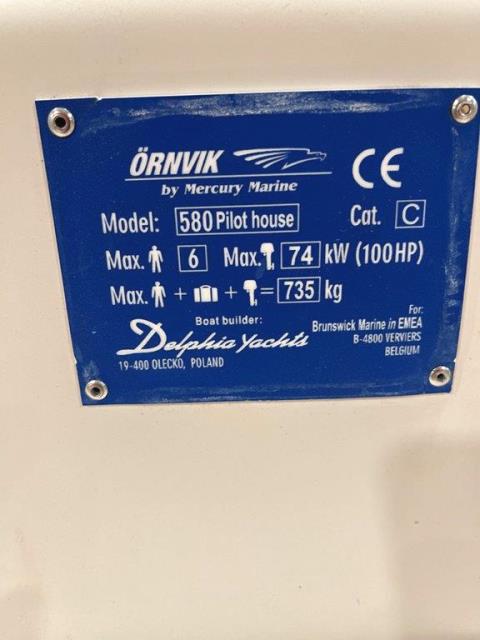 ÖRNVIK
by Mercury Marine
CE
Model: 580 Pilot house Cat. C
Max. 6 Max. 74 kW (100HP)
Max. + + = 735 kg
Boat builder:
Delphia Yachts
19-400 OLECKO, POLAND
For:
Brunswick Marine in EMEA
B-4800 VERVIERS
BELGIUM